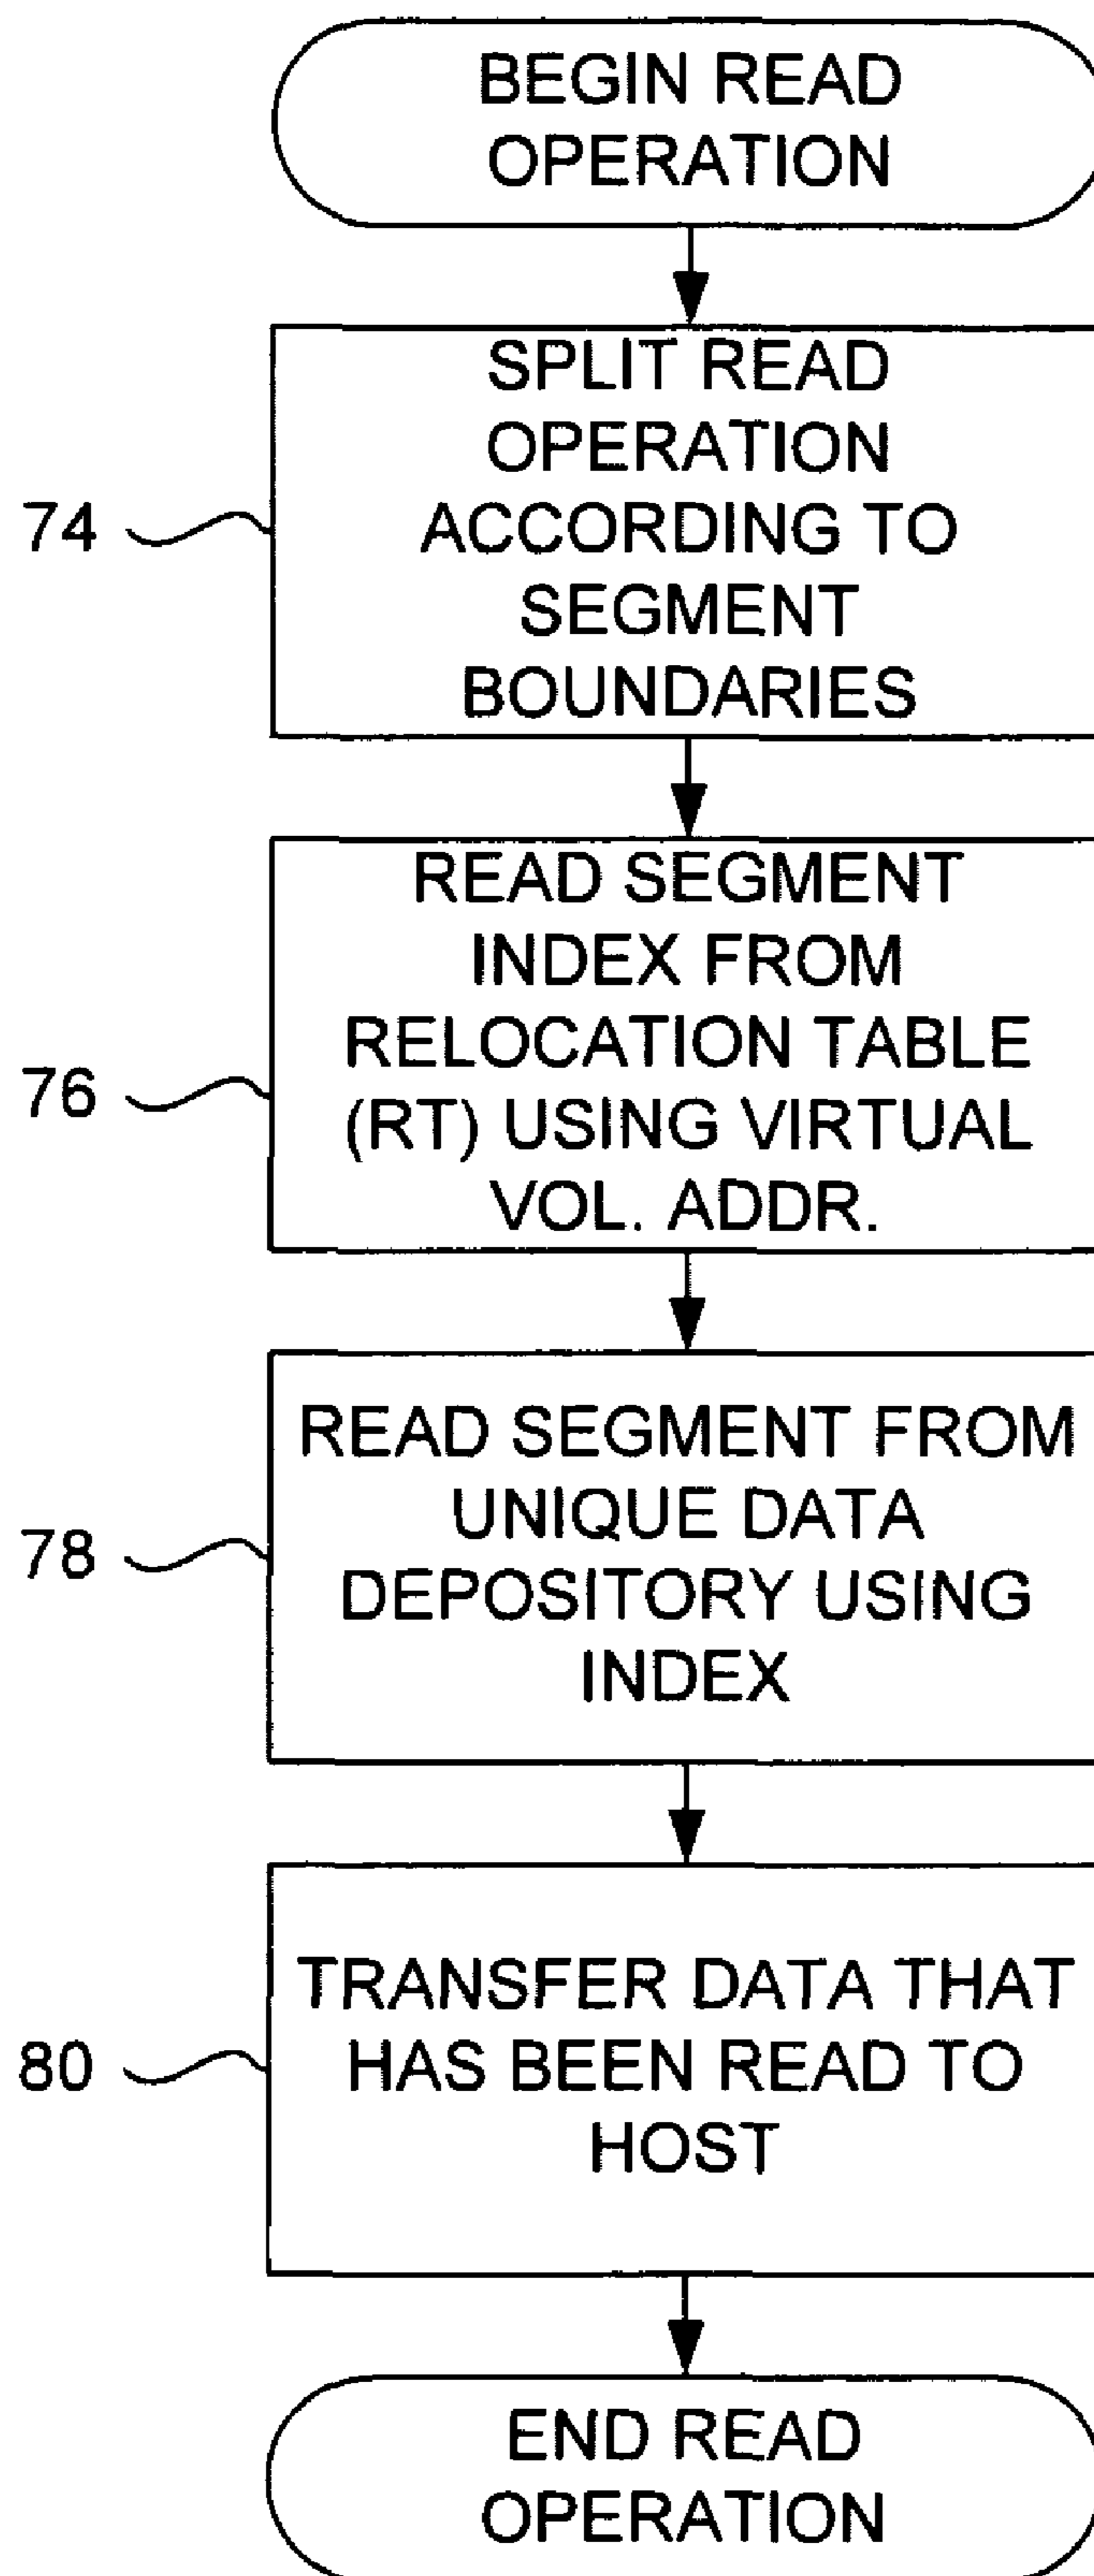 BEGIN READ
OPERATION
SPLIT READ
OPERATION
ACCORDING TO
SEGMENT
BOUNDARIES
74
READ SEGMENT
INDEX FROM
RELOCATION TABLE
(RT) USING VIRTUAL
VOL. ADDR.
76
READ SEGMENT FROM
UNIQUE DATA
DEPOSITORY USING
INDEX
78
TRANSFER DATA THAT
HAS BEEN READ TO
HOST
80
END READ
OPERATION